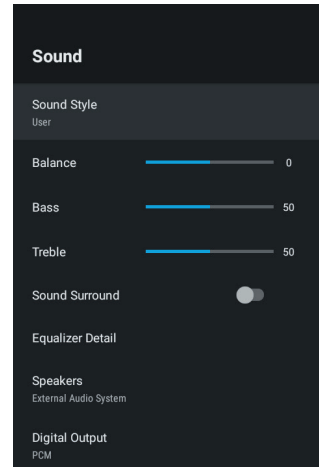 Sound
Sound Style
User
Balance 0
Bass 50
Treble 50
Sound Surround
Equalizer Detail
Speakers
External Audio System
Digital Output
PCM